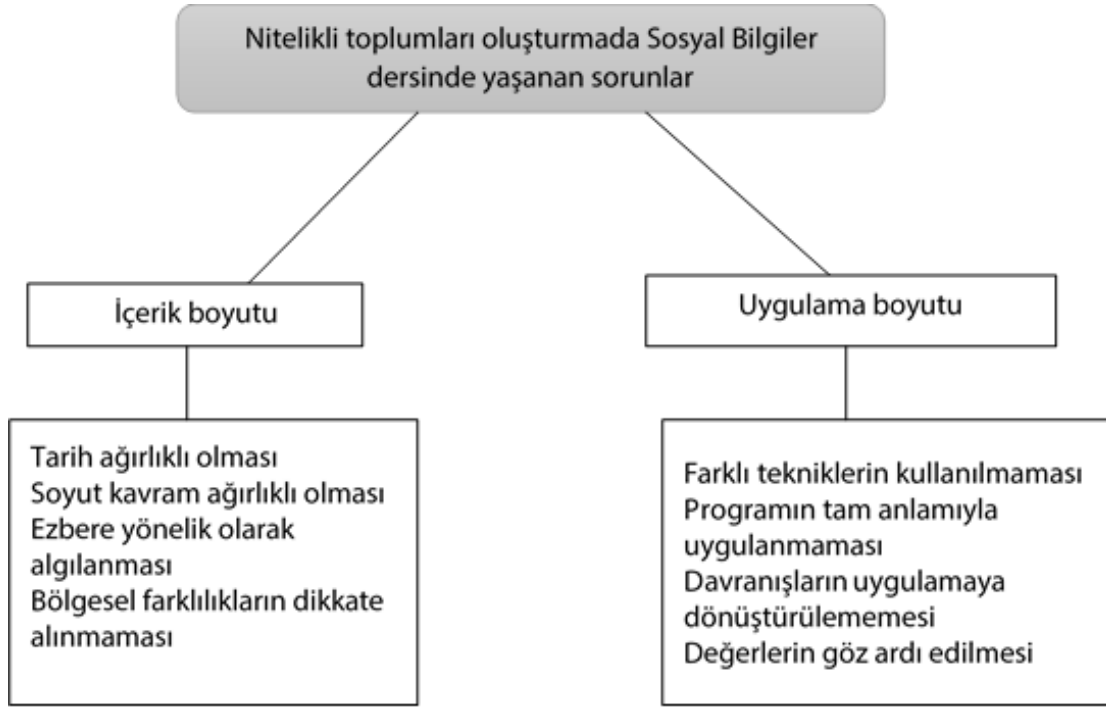 Nitelikli toplumları oluşturmada Sosyal Bilgiler
dersinde yaşanan sorunlar
İçerik boyutu
Uygulama boyutu
Tarih ağırlıklı olması
Soyut kavram ağırlıklı olması
Ezbere yönelik olarak
algılanması
Bölgesel farklılıkların dikkate
alınmaması
Farklı tekniklerin kullanılmaması
Programın tam anlamıyla
uygulanmaması
Davranışların uygulamaya
dönüştürülememesi
Değerlerin göz ardı edilmesi